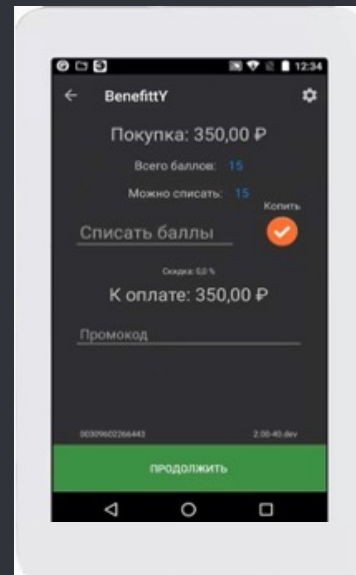 12:34
BenefittY
Покупка: 350,00 ₽
Всего баллов: 15
Можно списать: 15
Копить
Списать баллы
Скидка: 0,0 %
К оплате: 350,00 ₽
Промокод
00309602266443
2.00-40.dev
ПРОДОЛЖИТЬ